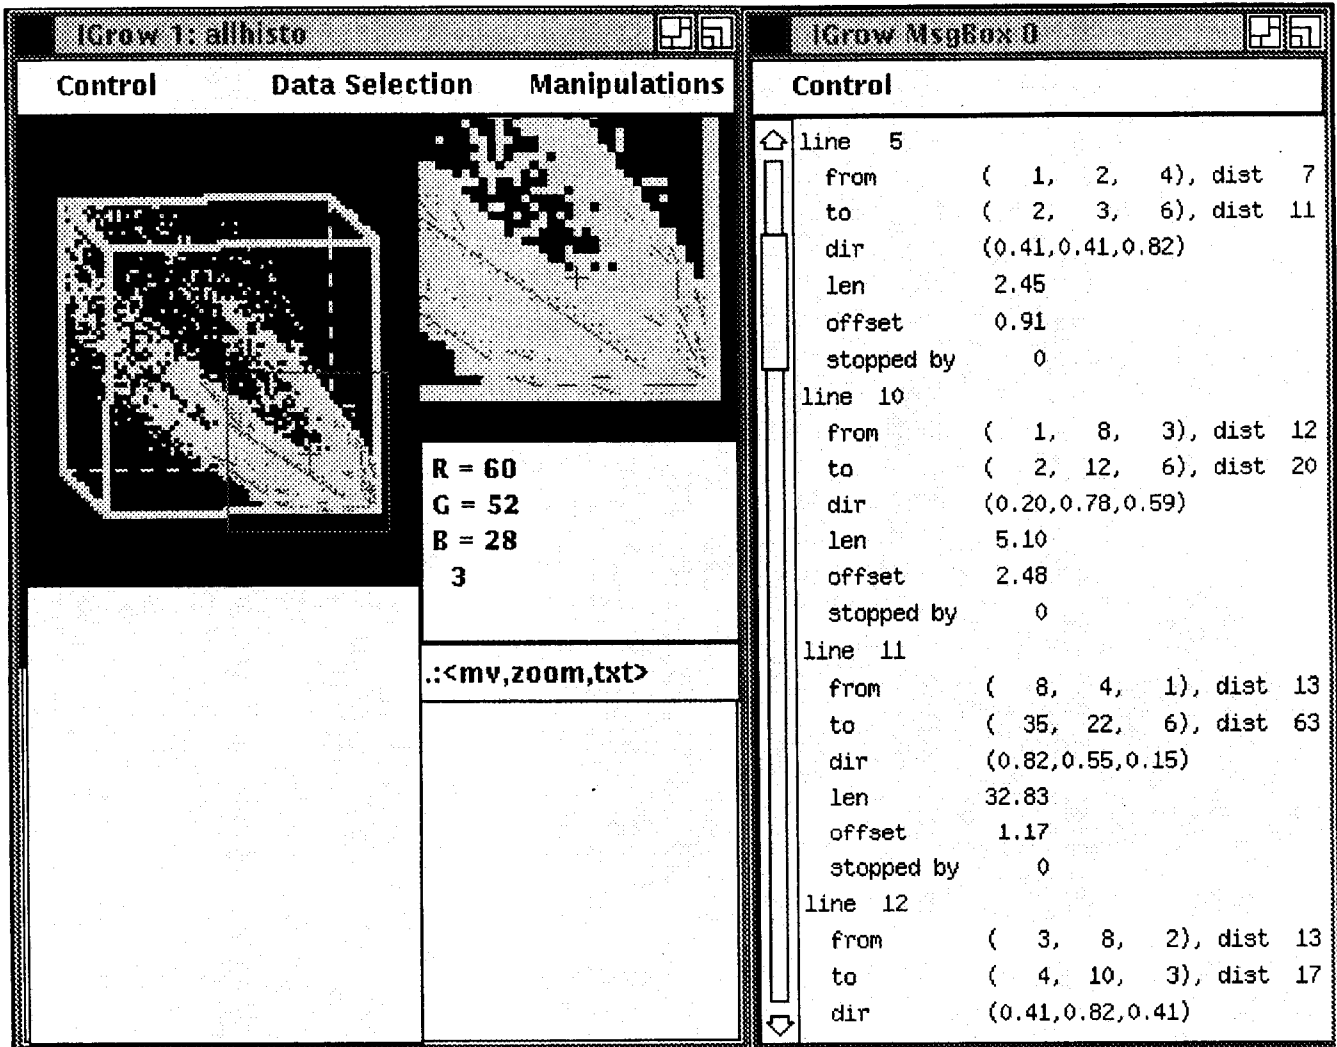 IGrow 1: allhisto
Control Data Selection Manipulations
R = 60
G = 52
B = 28
3
.:<mv,zoom,txt>
IGrow MsgBox 0
Control
line 5
from ( 1, 2, 4), dist 7
to ( 2, 3, 6), dist 11
dir (0.41,0.41,0.82)
len 2.45
offset 0.91
stopped by 0
line 10
from ( 1, 8, 3), dist 12
to ( 2, 12, 6), dist 20
dir (0.20,0.78,0.59)
len 5.10
offset 2.48
stopped by 0
line 11
from ( 8, 4, 1), dist 13
to ( 35, 22, 6), dist 63
dir (0.82,0.55,0.15)
len 32.83
offset 1.17
stopped by 0
line 12
from ( 3, 8, 2), dist 13
to ( 4, 10, 3), dist 17
dir (0.41,0.82,0.41)